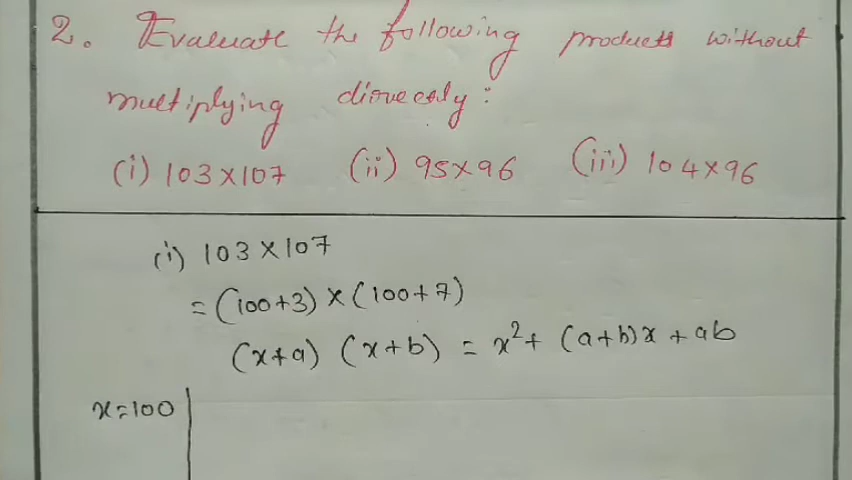 2. Evaluate the following products without
multiplying directly:
(i) 103×107 (ii) 95×96 (iii) 104×96
(i) 103×107
=(100+3)×(100+7)
(x+a) (x+b) = x²+ (a+b)x + ab
x=100